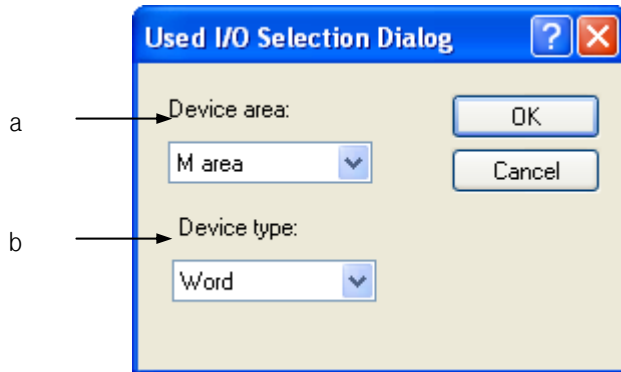 Used I/O Selection Dialog
a
Device area:
OK
M area
Cancel
b
Device type:
Word